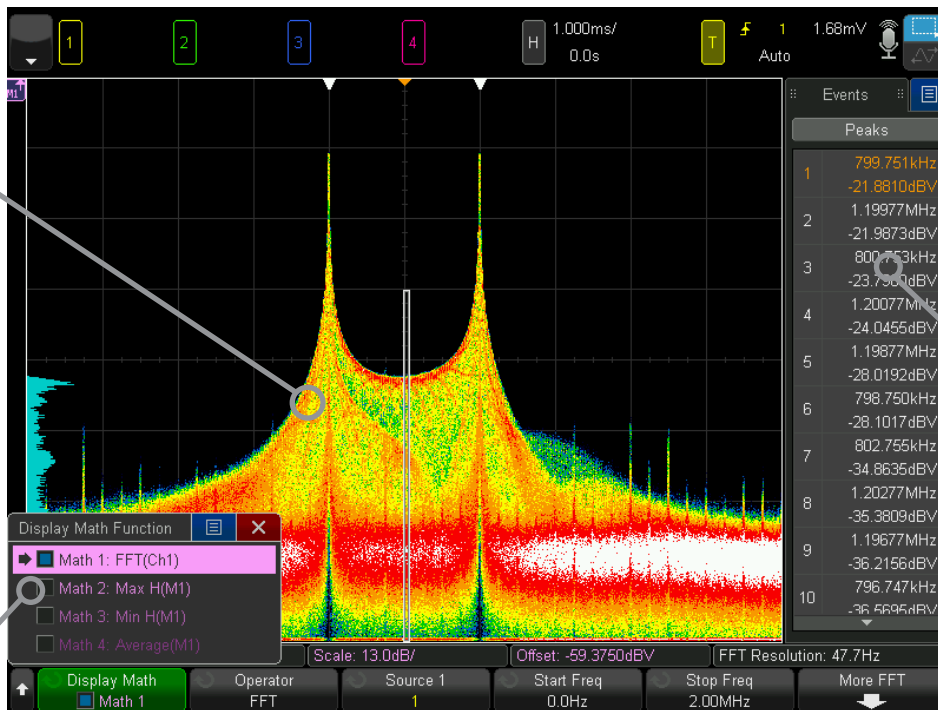 1
2
3
4
H
1.000ms/
0.0s
T
1
1.68mV
Auto
M1
Events
Peaks
1
799.751kHz
-21.8810dBV
2
1.19977MHz
-21.9873dBV
3
800.753kHz
4
1.20077MHz
-24.0455dBV
5
1.19877MHz
-28.0192dBV
6
798.750kHz
-28.1017dBV
7
802.755kHz
-34.8635dBV
8
1.20277MHz
-35.3809dBV
9
1.19677MHz
-36.2156dBV
10
796.747kHz
-36.5695dBV
Display Math Function
Math 1: FFT(Ch1)
Math 2: Max H(M1)
Math 3: Min H(M1)
Math 4: Average(M1)
Scale: 13.0dB/
Offset: -59.3750dBV
FFT Resolution: 47.7Hz
Display Math
Math 1
Operator
FFT
Source 1
1
Start Freq
0.0Hz
Stop Freq
2.00MHz
More FFT